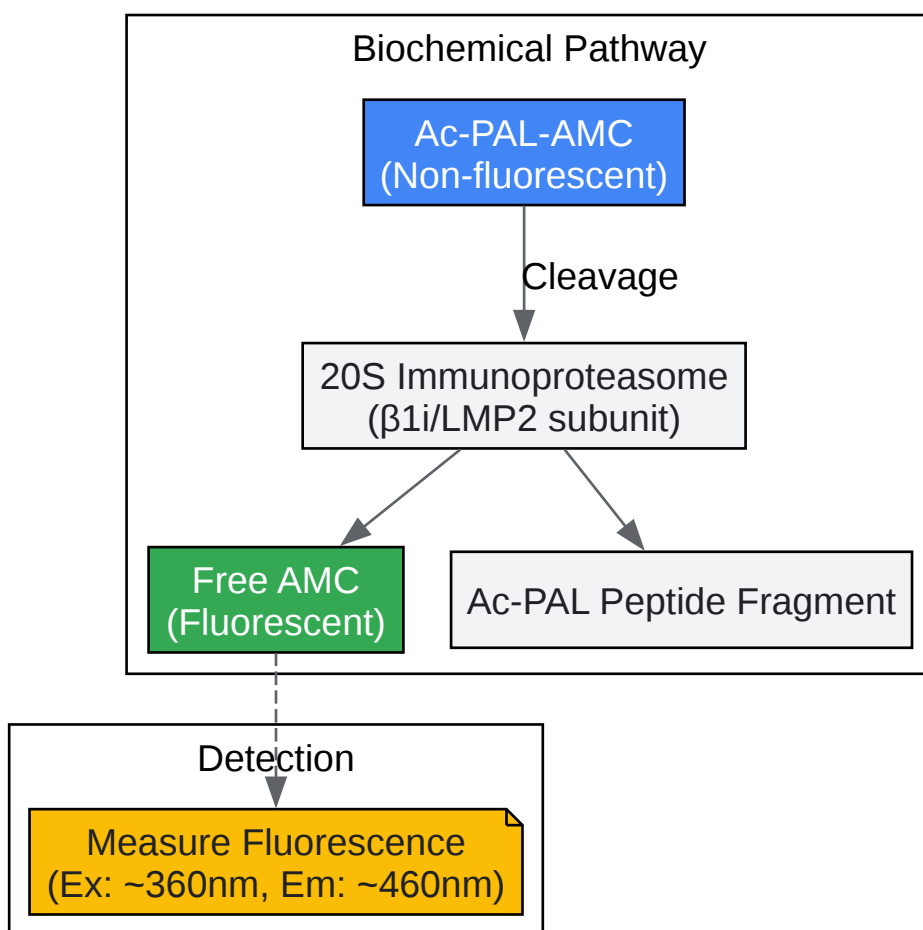 Biochemical Pathway
Ac-PAL-AMC
(Non-fluorescent)
Cleavage
20S Immunoproteasome
(β1i/LMP2 subunit)
Free AMC
(Fluorescent)
Ac-PAL Peptide Fragment
Detection
Measure Fluorescence
(Ex: ~360nm, Em: ~460nm)